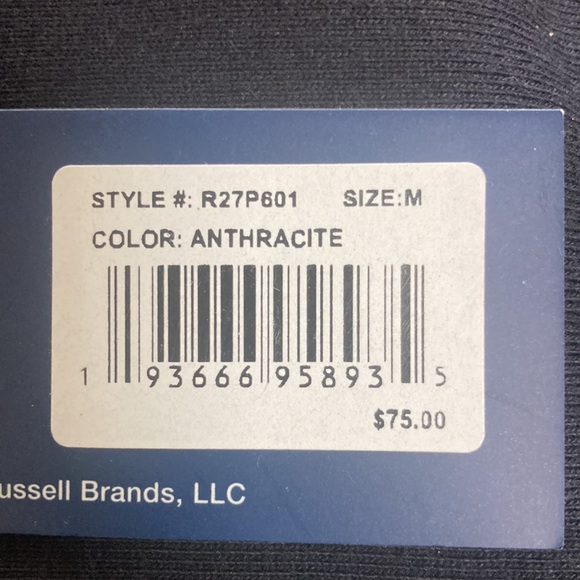 STYLE #: R27P601 SIZE:M
COLOR: ANTHRACITE
1 93666 95893 5
$75.00
ussell Brands, LLC